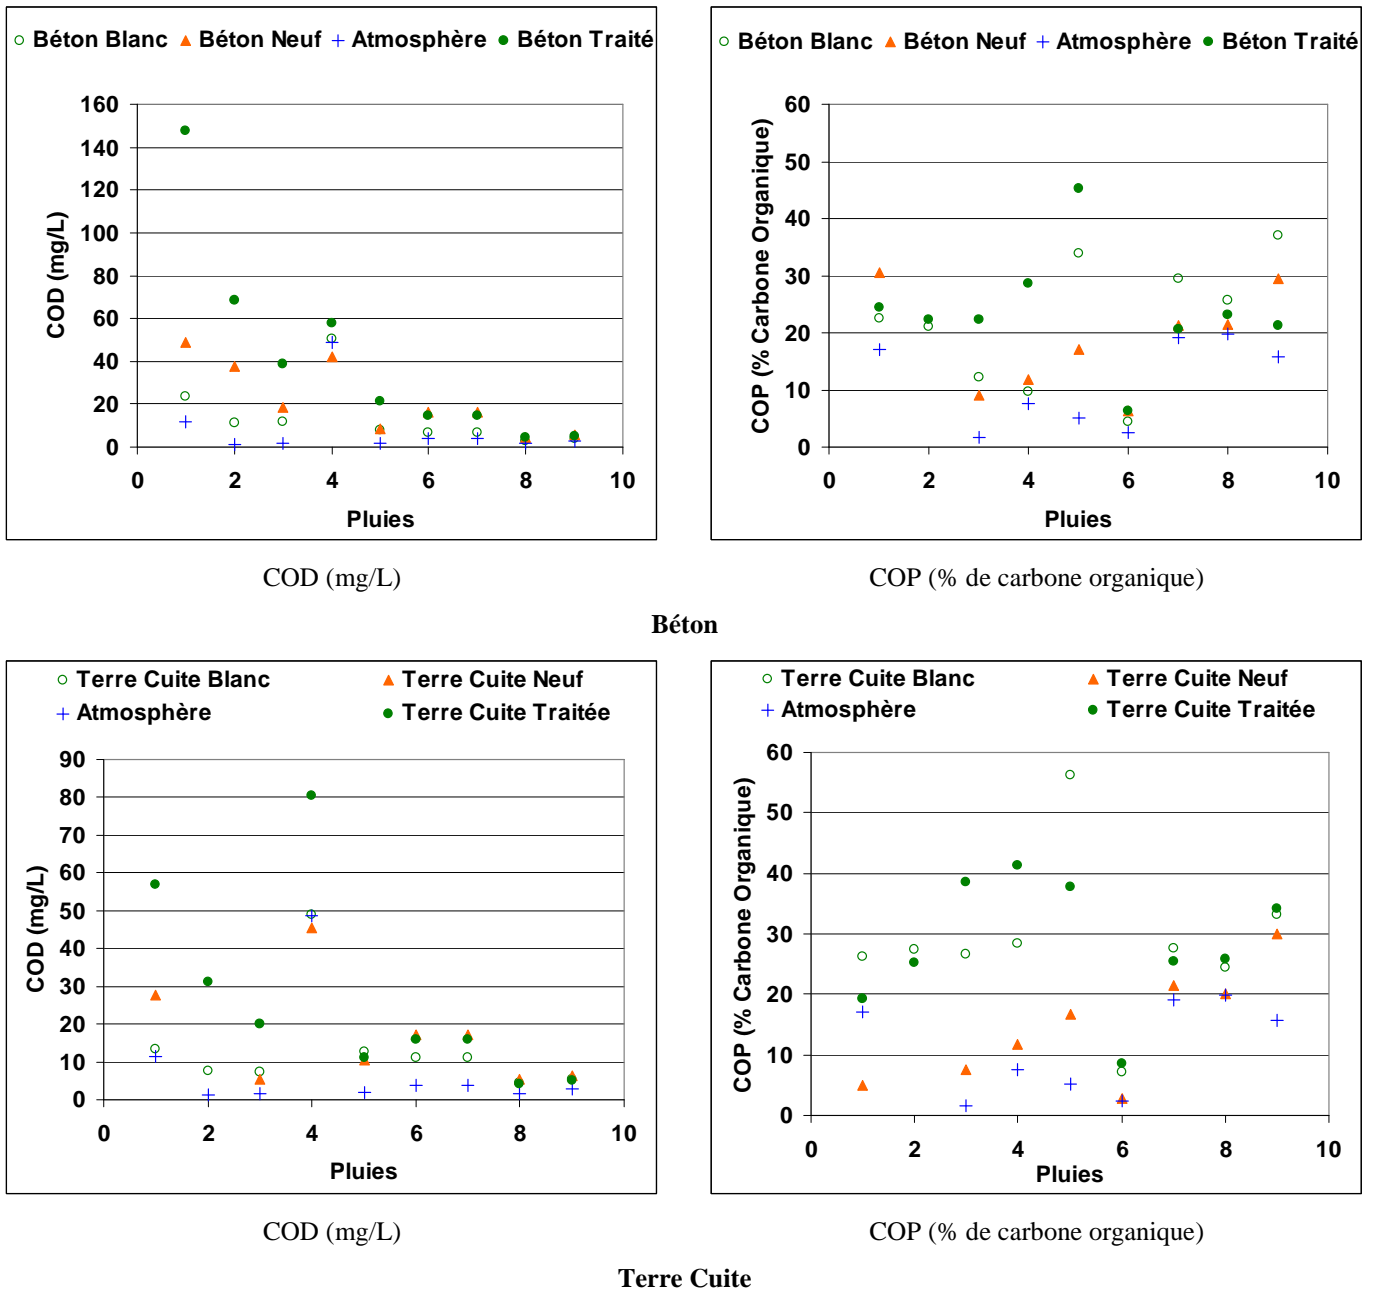 Béton Blanc Béton Neuf Atmosphère Béton Traité
160
140
120
100
80
60
40
20
0
COD (mg/L)
0 2 4 6 8 10
Pluies
Béton Blanc Béton Neuf Atmosphère Béton Traité
60
50
40
30
20
10
0
COP (% Carbone Organique)
0 2 4 6 8 10
Pluies
COD (mg/L)
COP (% de carbone organique)
Béton
Terre Cuite Blanc Terre Cuite Neuf
Atmosphère Terre Cuite Traitée
90
80
70
60
50
40
30
20
10
0
COD (mg/L)
0 2 4 6 8 10
Pluies
Terre Cuite Blanc Terre Cuite Neuf
Atmosphère Terre Cuite Traitée
60
50
40
30
20
10
0
COP (% Carbone Organique)
0 2 4 6 8 10
Pluies
COD (mg/L)
COP (% de carbone organique)
Terre Cuite